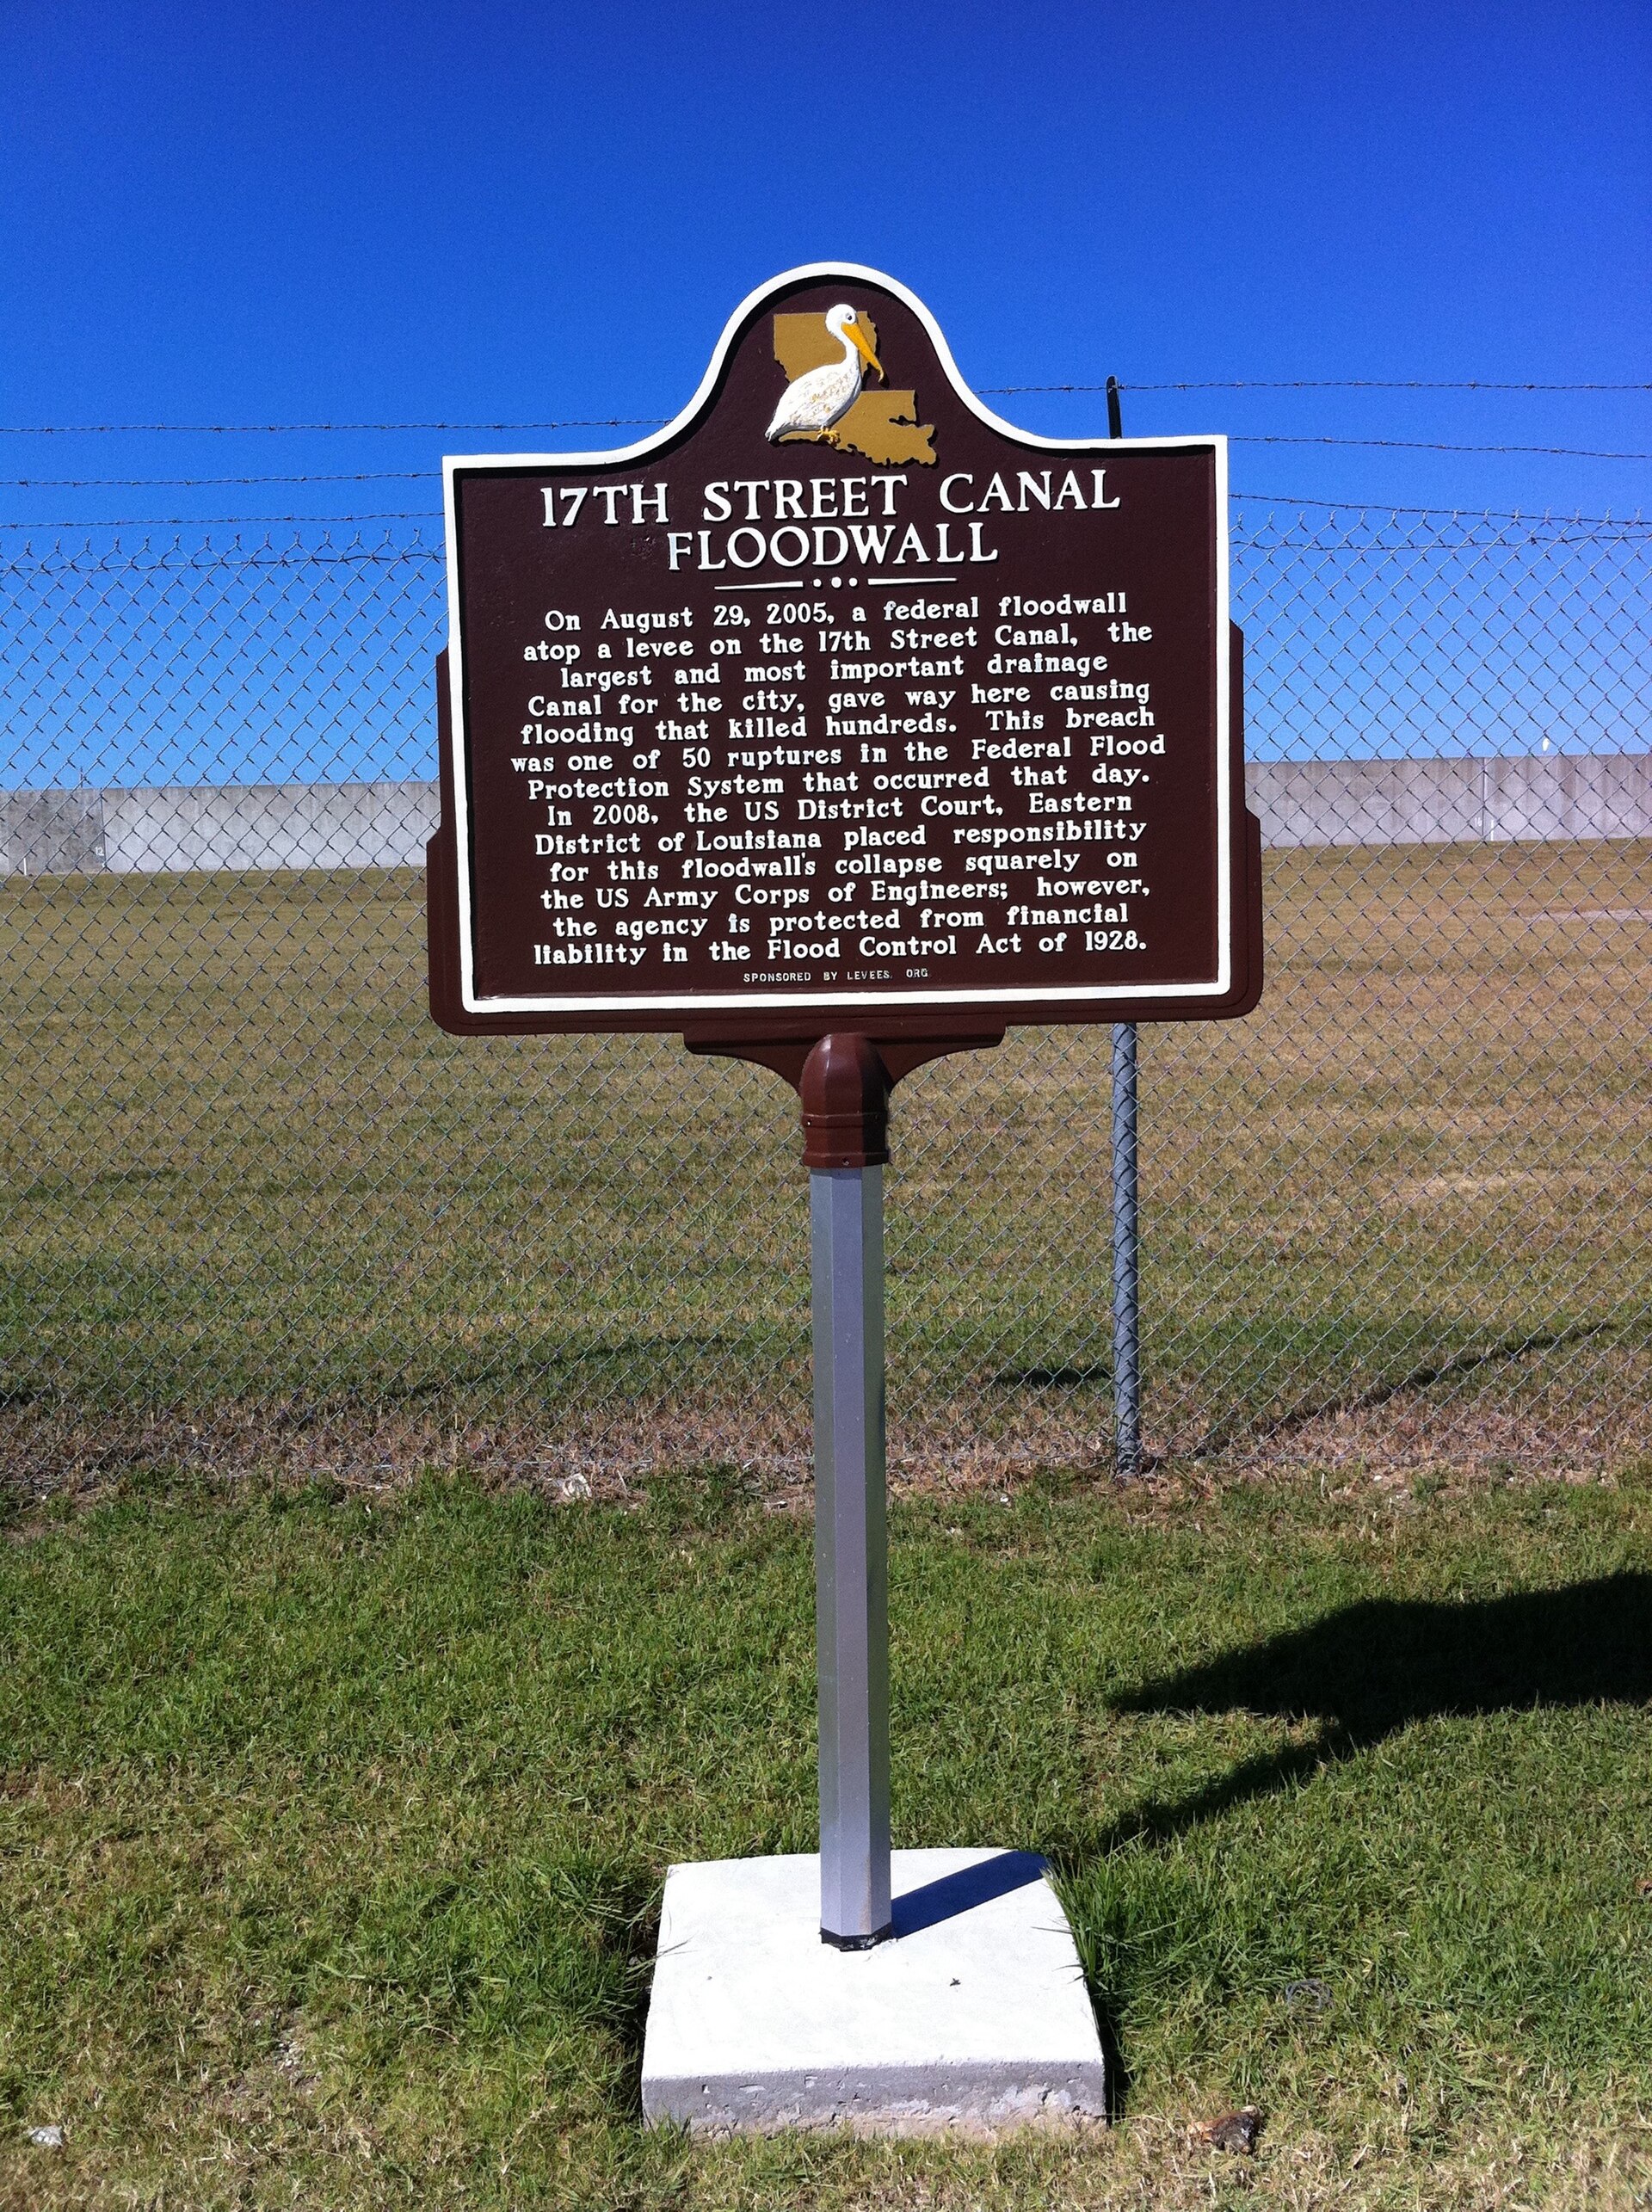 17TH STREET CANAL
FLOODWALL
On August 29, 2005, a federal floodwall
atop a levee on the 17th Street Canal, the
largest and most important drainage
Canal for the city, gave way here causing
flooding that killed hundreds. This breach
was one of 50 ruptures in the Federal Flood
Protection System that occurred that day.
In 2008, the US District Court, Eastern
District of Louisiana placed responsibility
for this floodwall's collapse squarely on
the US Army Corps of Engineers; however,
the agency is protected from financial
liability in the Flood Control Act of 1928.
SPONSORED BY LEVEES. ORG